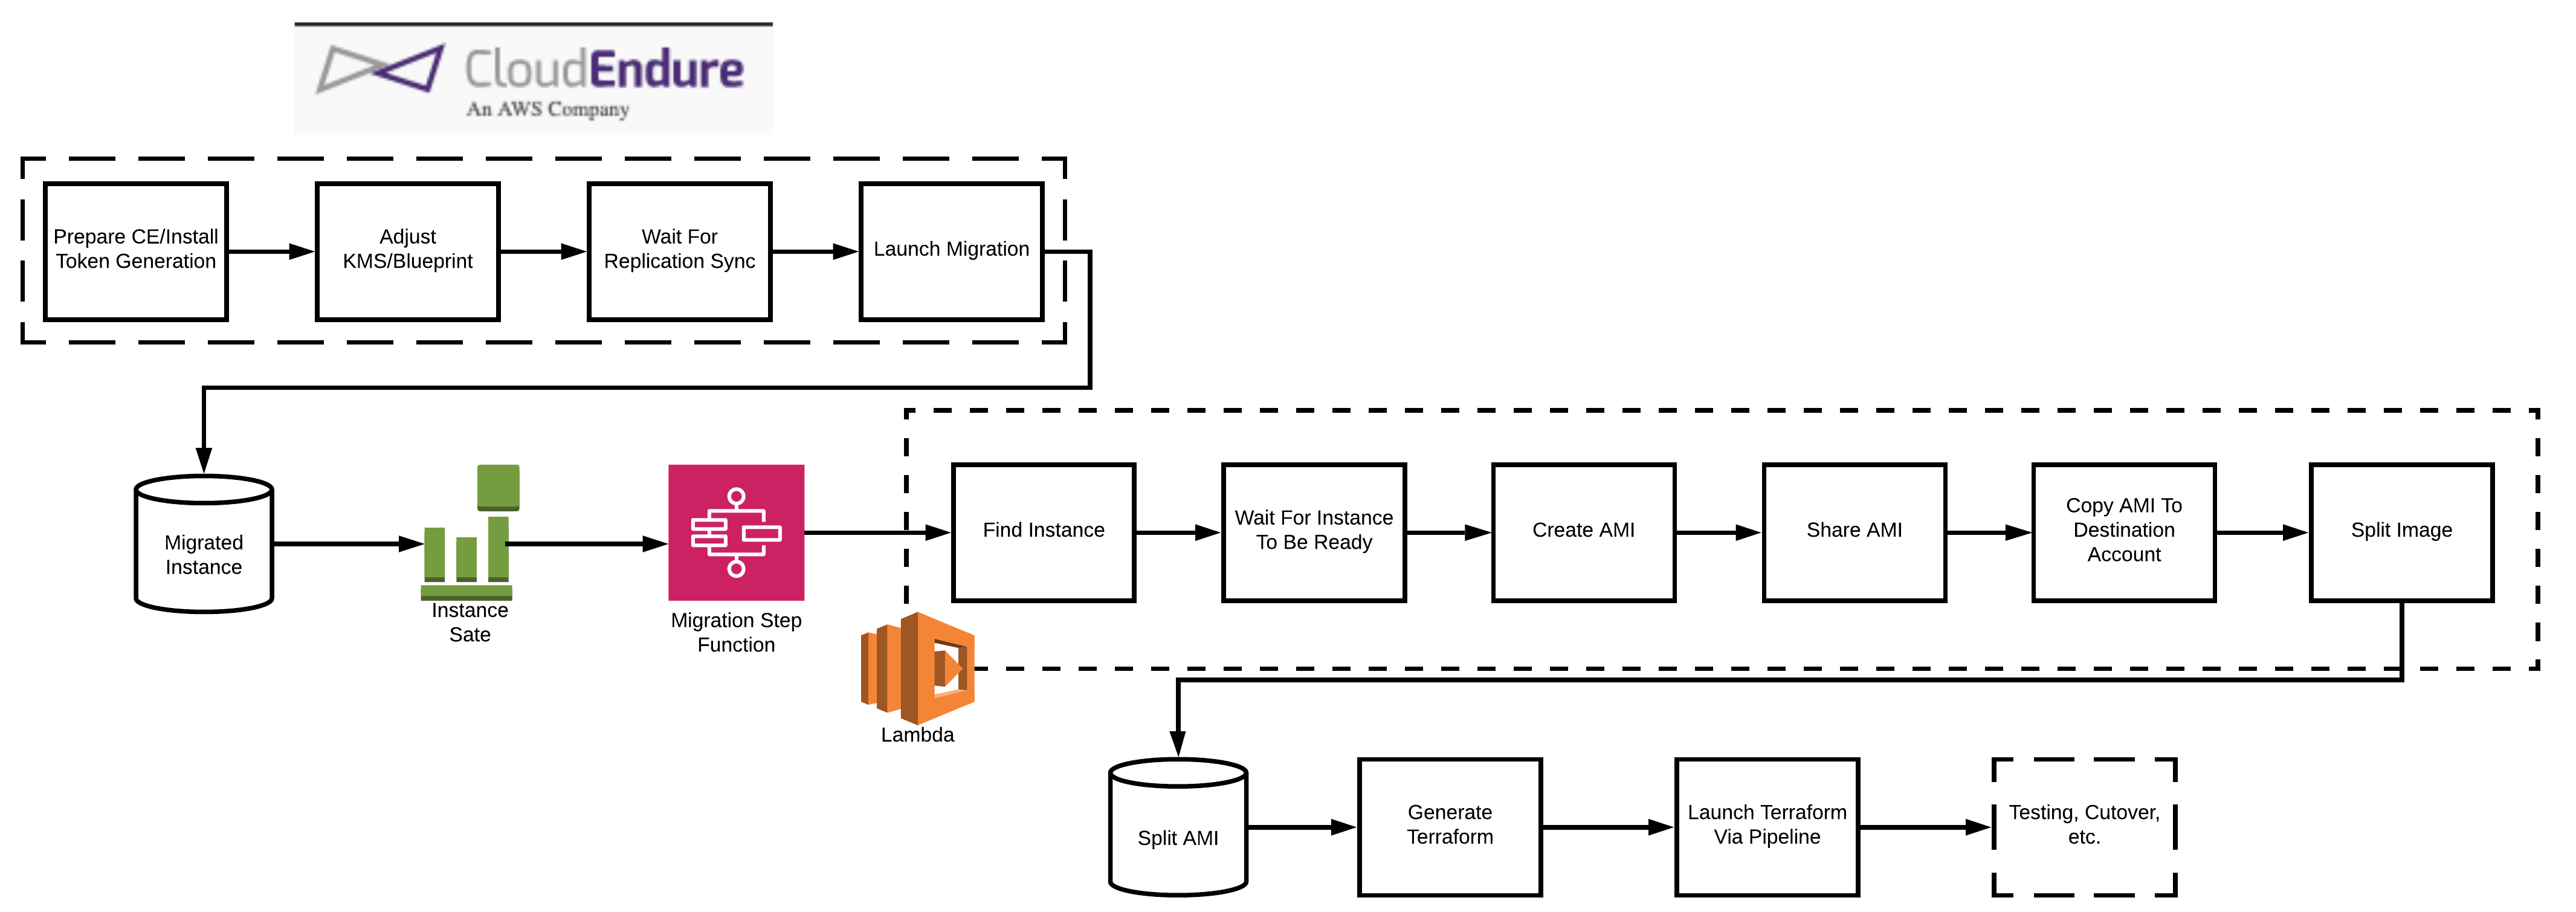 CloudEndure
An AWS Company
Prepare CE/Install
Token Generation
Adjust
KMS/Blueprint
Wait For
Replication Sync
Launch Migration
Migrated
Instance
Instance
Sate
Migration Step
Function
Lambda
Find Instance
Wait For Instance
To Be Ready
Create AMI
Share AMI
Copy AMI To
Destination
Account
Split Image
Split AMI
Generate
Terraform
Launch Terraform
Via Pipeline
Testing, Cutover,
etc.